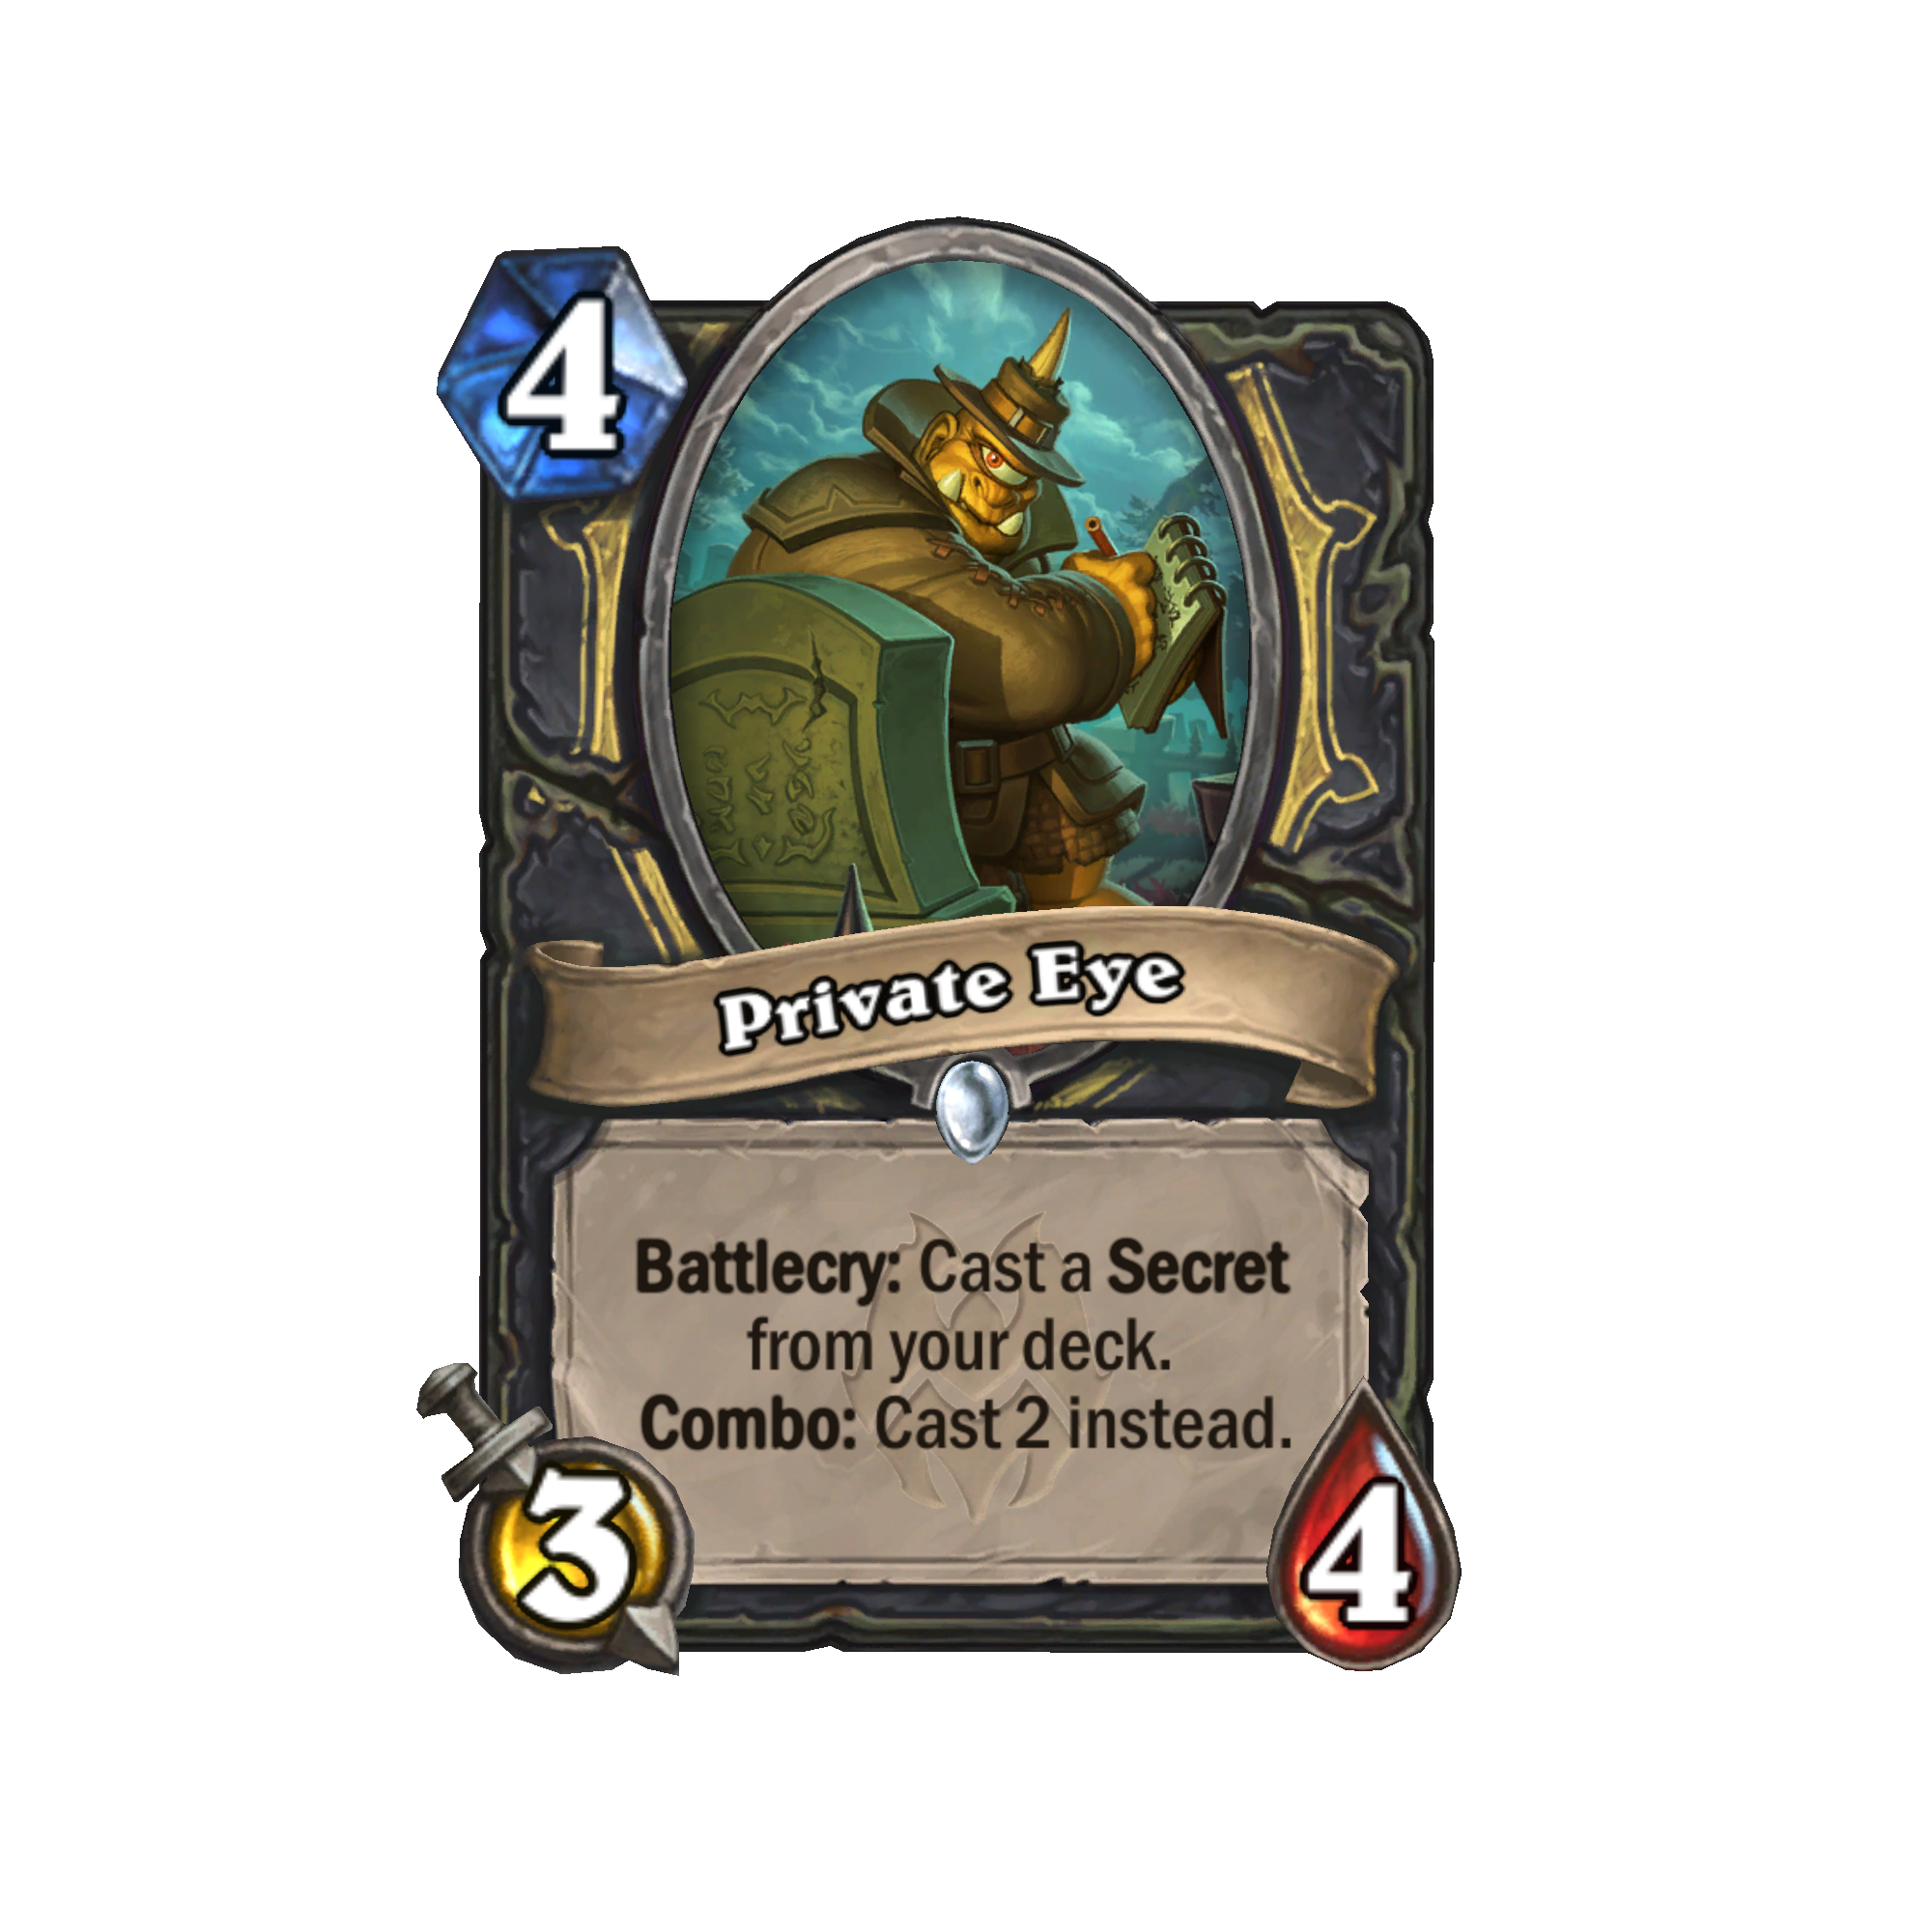 4
Private Eye
Battlecry: Cast a Secret
from your deck.
Combo: Cast 2 instead.
3
4